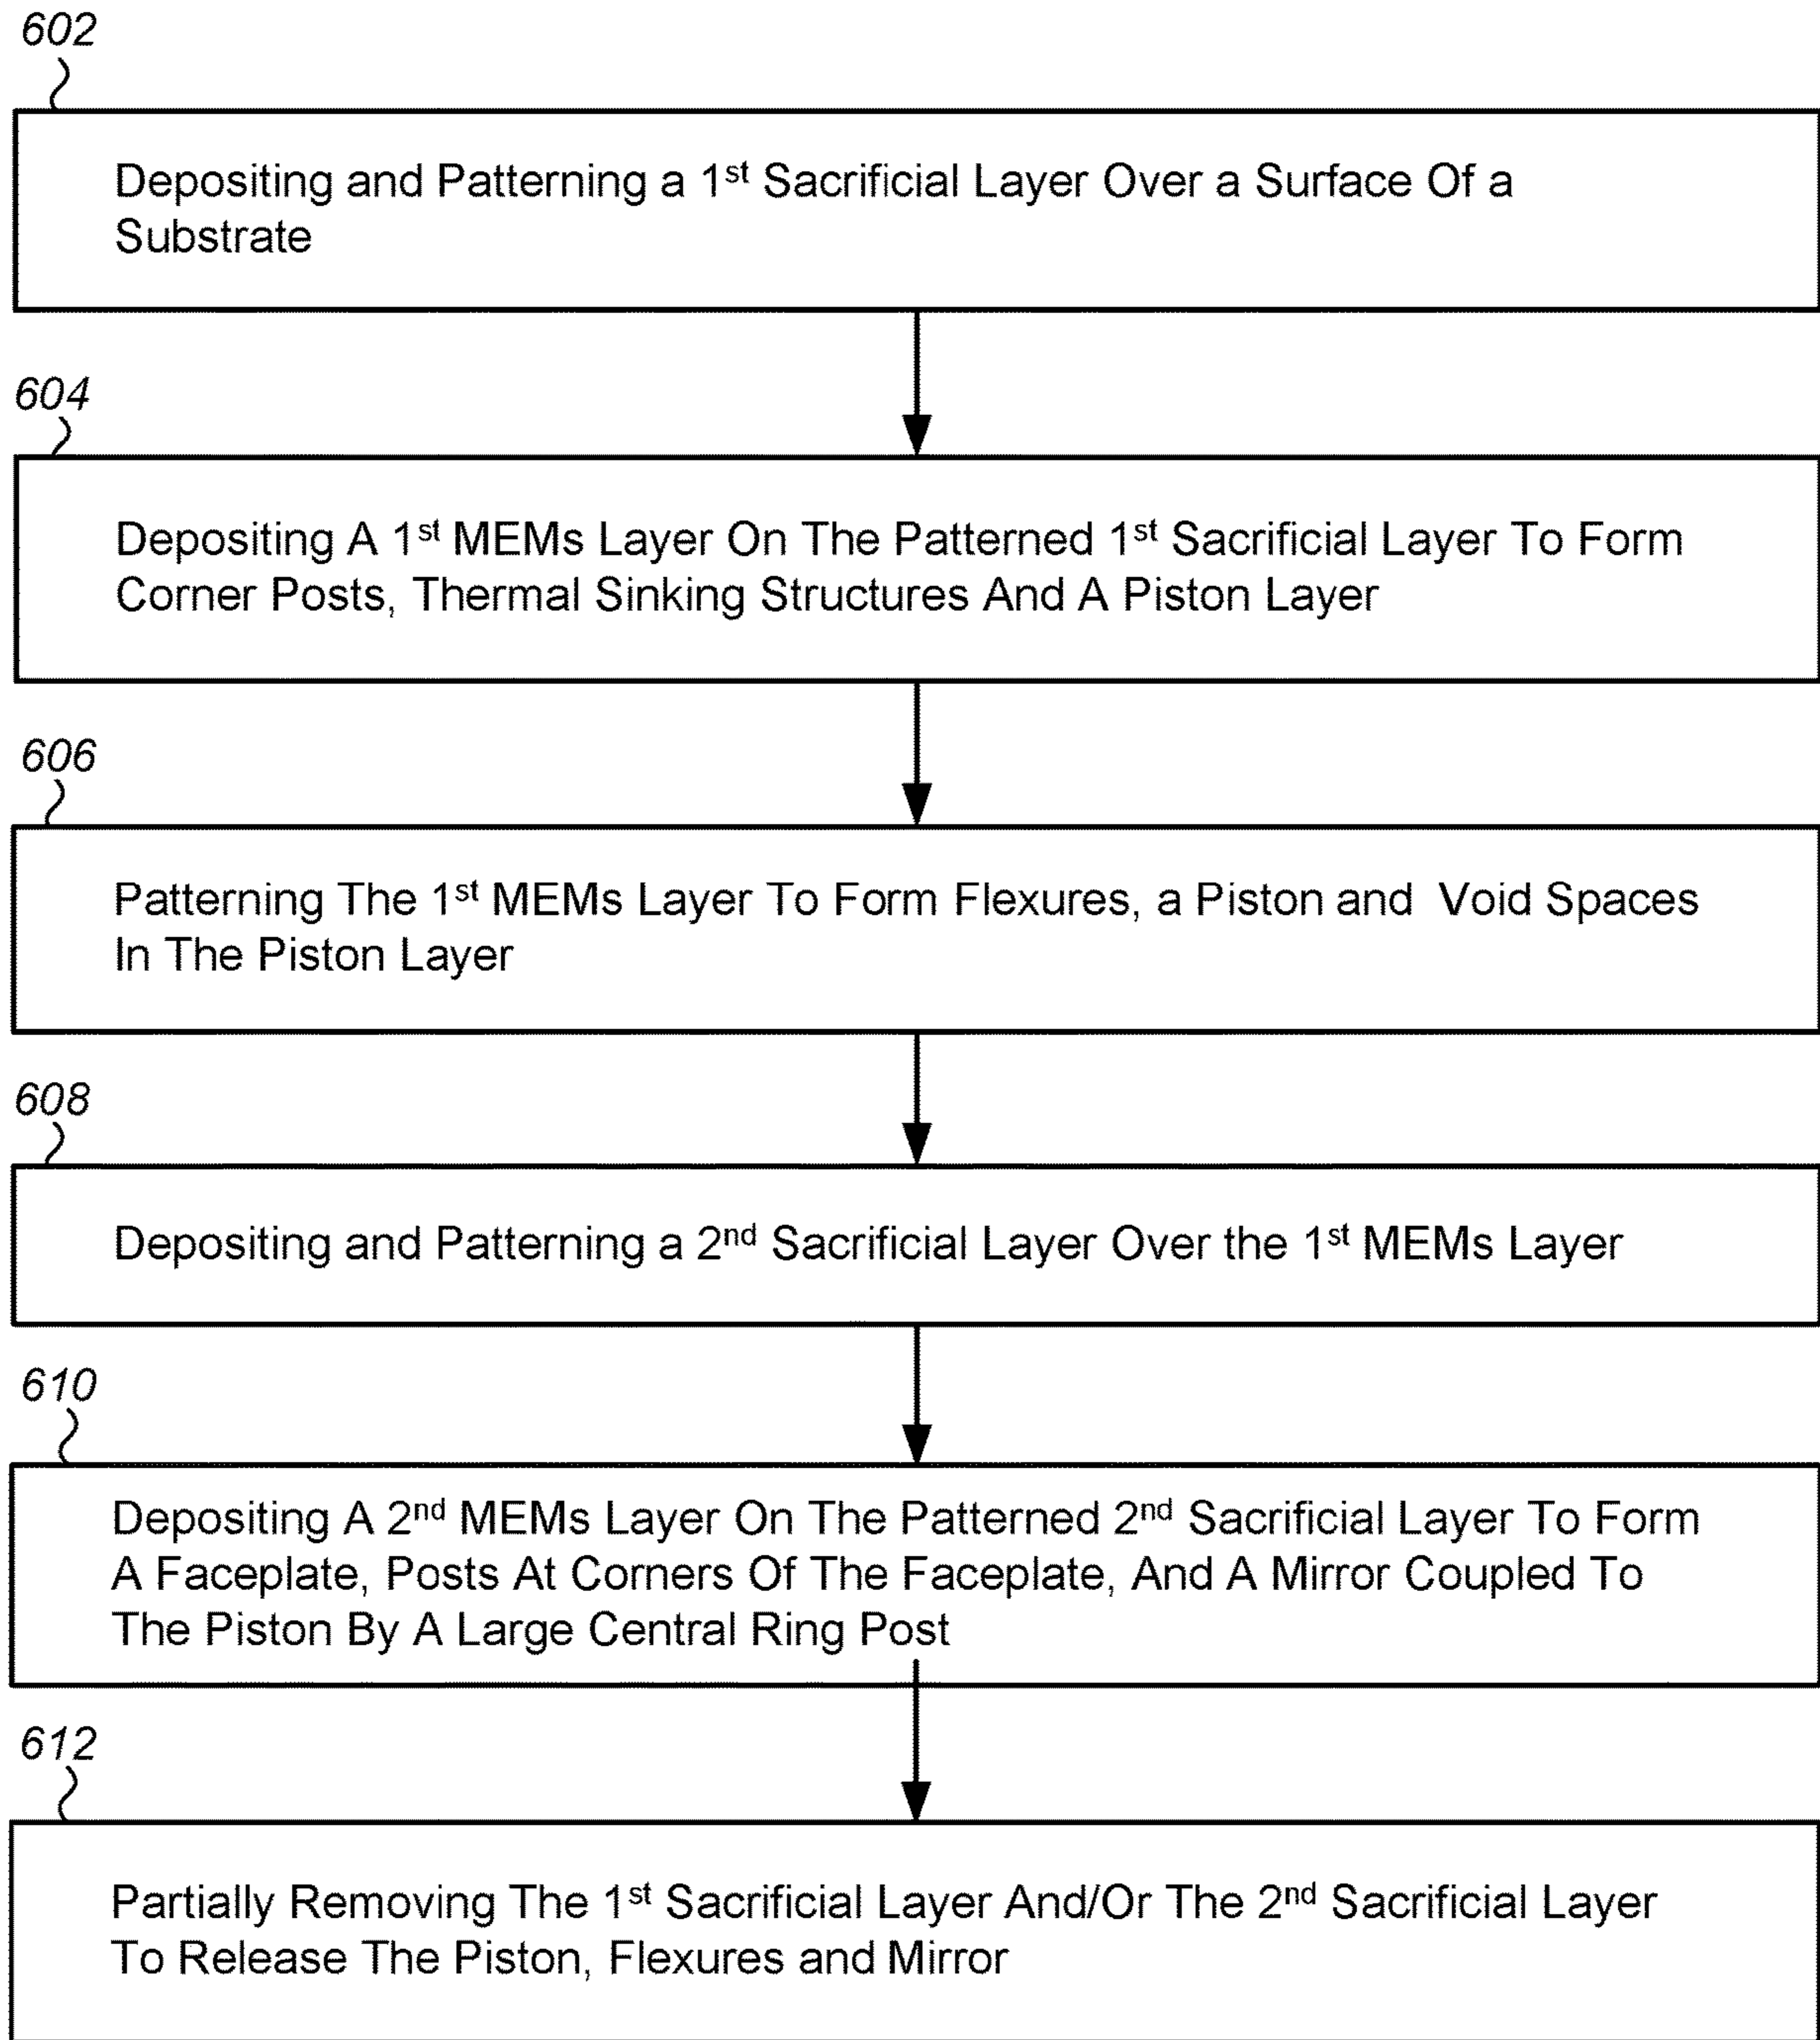 602
Depositing and Patterning a 1st Sacrificial Layer Over a Surface Of a
Substrate
604
Depositing A 1st MEMs Layer On The Patterned 1st Sacrificial Layer To Form
Corner Posts, Thermal Sinking Structures And A Piston Layer
606
Patterning The 1st MEMs Layer To Form Flexures, a Piston and Void Spaces
In The Piston Layer
608
Depositing and Patterning a 2nd Sacrificial Layer Over the 1st MEMs Layer
610
Depositing A 2nd MEMs Layer On The Patterned 2nd Sacrificial Layer To Form
A Faceplate, Posts At Corners Of The Faceplate, And A Mirror Coupled To
The Piston By A Large Central Ring Post
612
Partially Removing The 1st Sacrificial Layer And/Or The 2nd Sacrificial Layer
To Release The Piston, Flexures and Mirror